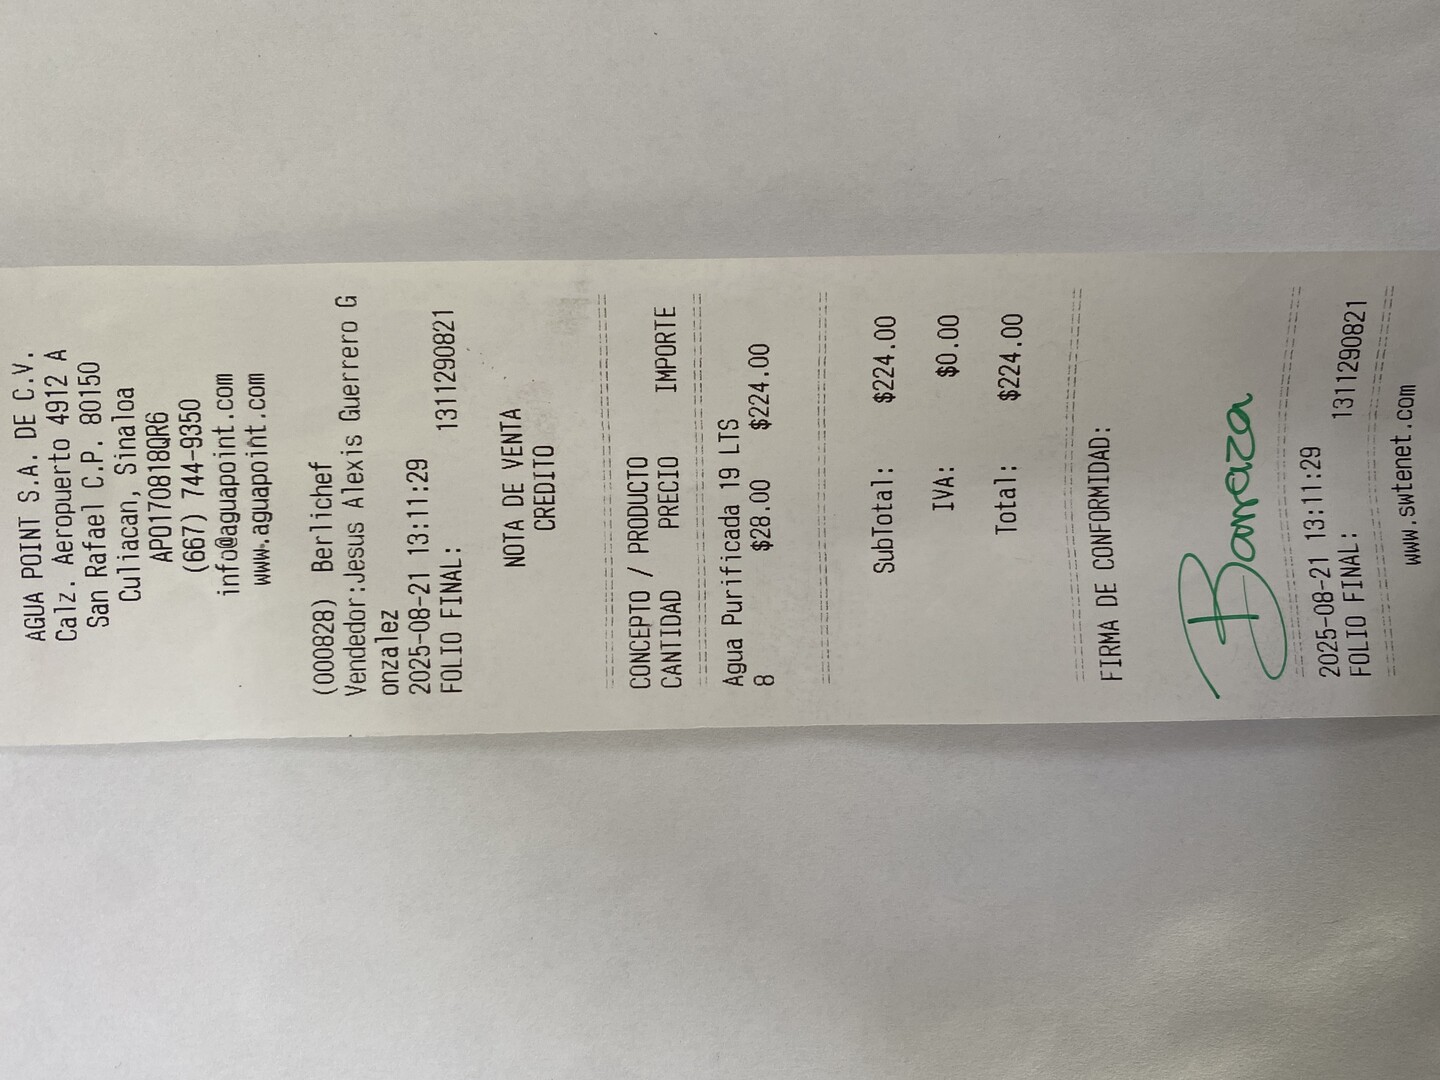 AGUA POINT S.A. DE C.V.
Calz. Aeropuerto 4912 A
San Rafael C.P. 80150
Culiacan, Sinaloa
APO170818QR6
(667) 744-9350
info@aguapoint.com
www.aguapoint.com
(000828) Berlichef
Vendedor:Jesus Alexis Guerrero G
onzalez
2025-08-21 13:11:29
FOLIO FINAL: 1311290821
NOTA DE VENTA
CREDITO
CONCEPTO / PRODUCTO
CANTIDAD PRECIO IMPORTE
Agua Purificada 19 LTS
8 $28.00 $224.00
SubTotal: $224.00
IVA: $0.00
Total: $224.00
FIRMA DE CONFORMIDAD:
Barraza
2025-08-21 13:11:29
FOLIO FINAL: 1311290821
www.swtenet.com